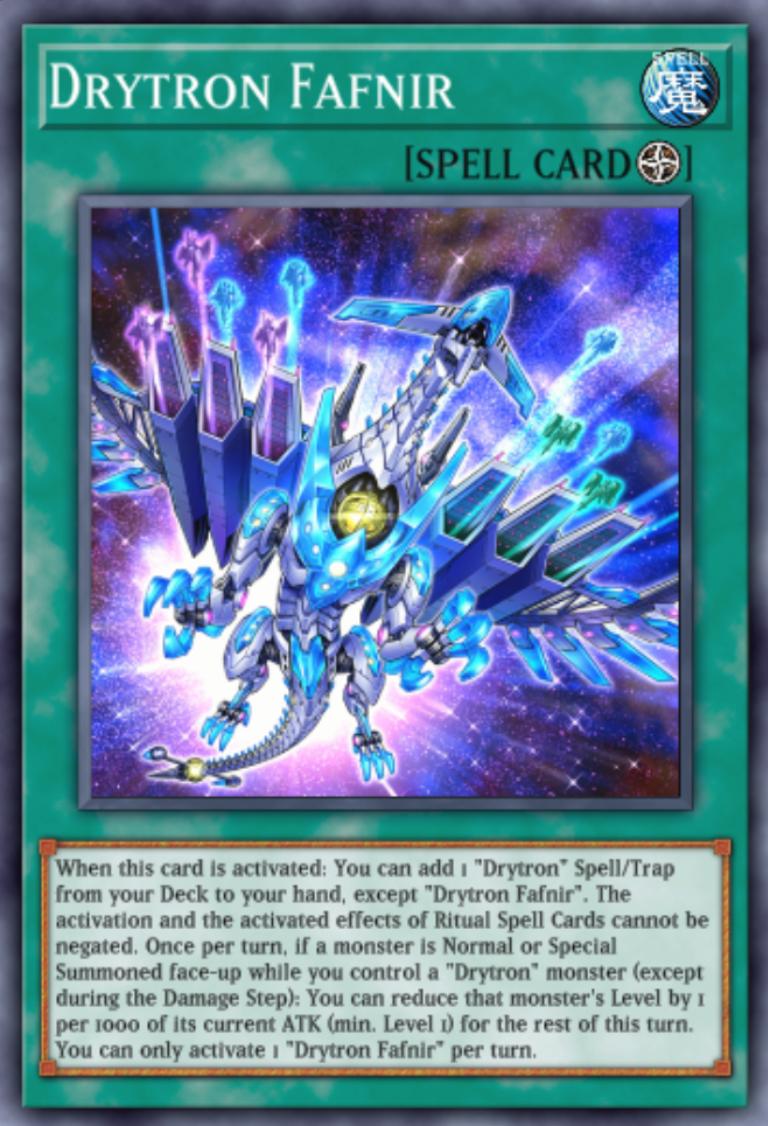 DRYTRON FAFNIR
SPELL
魔
[SPELL CARD]
When this card is activated: You can add 1 "Drytron" Spell/Trap
from your Deck to your hand, except "Drytron Fafnir". The
activation and the activated effects of Ritual Spell Cards cannot be
negated. Once per turn, if a monster is Normal or Special
Summoned face-up while you control a "Drytron" monster (except
during the Damage Step): You can reduce that monster's Level by 1
per 1000 of its current ATK (min. Level 1) for the rest of this turn.
You can only activate 1 "Drytron Fafnir" per turn.